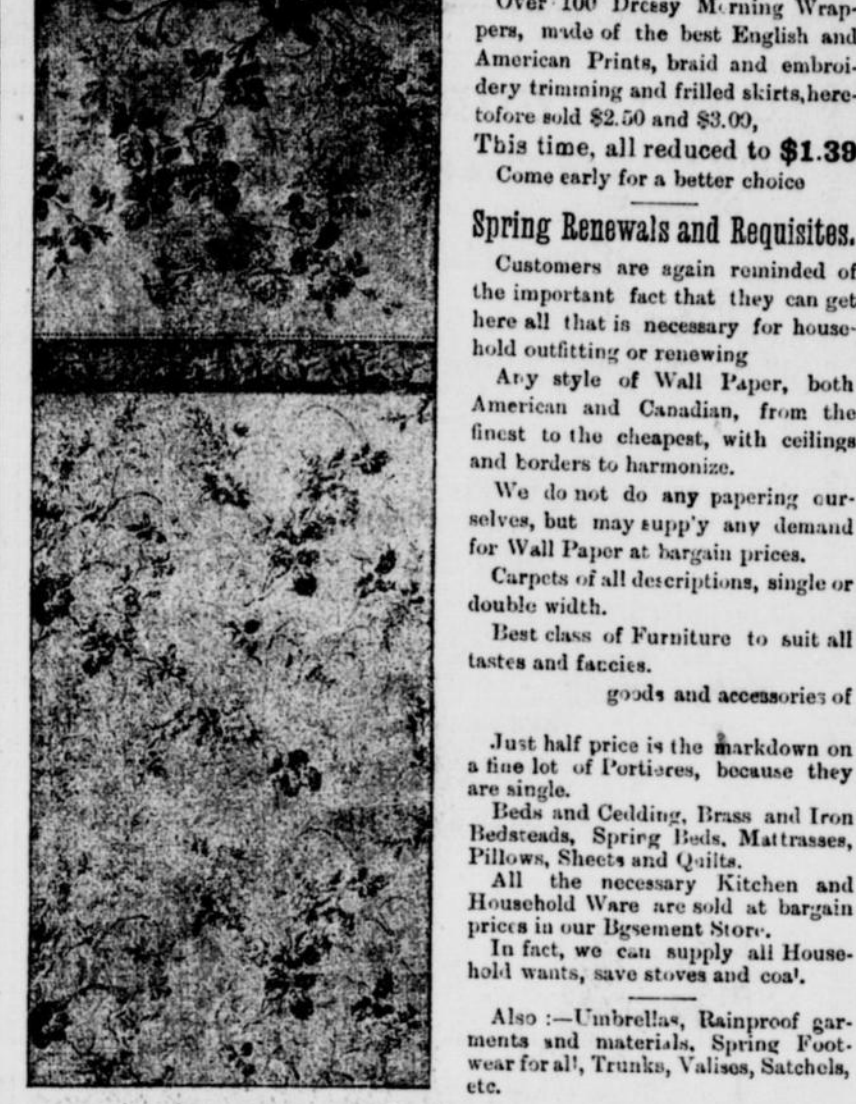 Over 100 Dressy Morning Wrap-
pers, made of the best English and
American Prints, braid and embroi-
dery trimming and frilled skirts, here-
tofore sold $2.50 and $3.00,
This time, all reduced to $1.39
Come early for a better choice
Spring Renewals and Requisites.
Customers are again reminded of
the important fact that they can get
here all that is necessary for house-
hold outfitting or renewing
Any style of Wall Paper, both
American and Canadian, from the
finest to the cheapest, with ceilings
and borders to harmonize.
We do not do any papering our-
selves, but may supp'y any demand
for Wall Paper at bargain prices.
Carpets of all descriptions, single or
double width.
Best class of Furniture to suit all
tastes and faccies.
goods and accessories of
Just half price is the markdown on
a fine lot of Portieres, because they
are single.
Beds and Cedding, Brass and Iron
Bedsteads, Spring Beds, Mattrasses,
Pillows, Sheets and Quilts.
All the necessary Kitchen and
Household Ware are sold at bargain
prices in our Bgsement Store.
In fact, we can supply all House-
hold wants, save stoves and coa'.
Also :—Umbrellas, Rainproof gar-
ments and materials, Spring Foot-
wear for al', Trunks, Valises, Satchels,
etc.